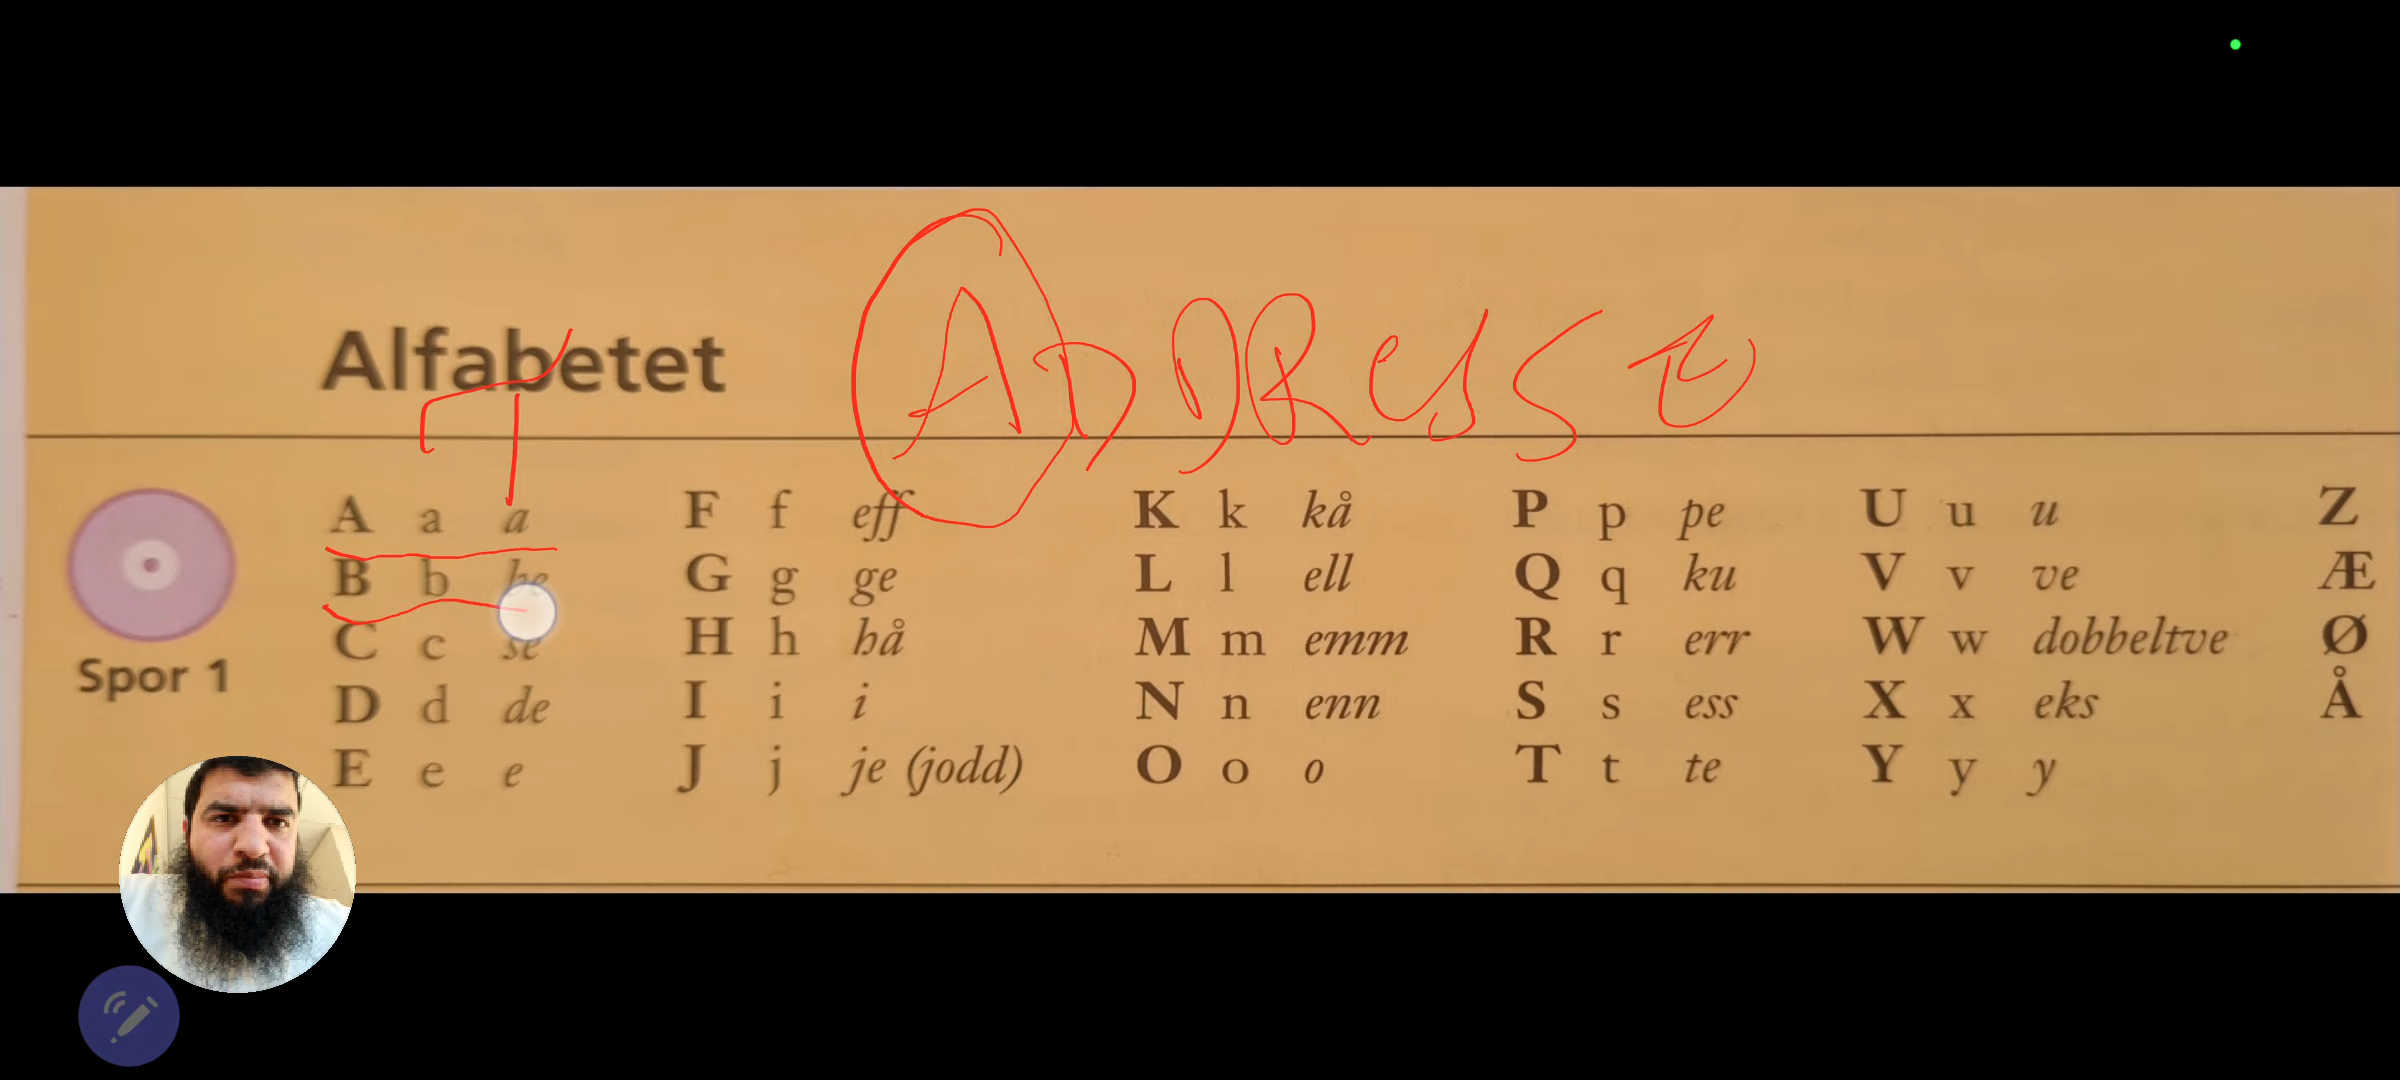 Alfabetet
ADDRESSE
A a a F f eff K k kå P p pe U u u Z
B b be G g ge L l ell Q q ku V v ve Æ
C c se H h hå M m emm R r err W w dobbeltve Ø
D d de I i i N n enn S s ess X x eks Å
E e e J j je (jodd) O o o T t te Y y y
Spor 1